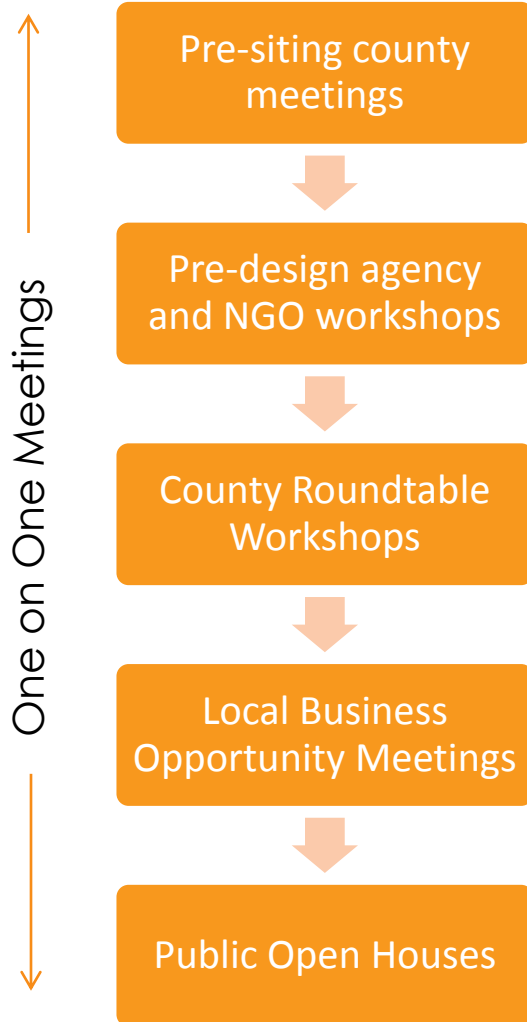 One on One Meetings
Pre-siting county
meetings
Pre-design agency
and NGO workshops
County Roundtable
Workshops
Local Business
Opportunity Meetings
Public Open Houses